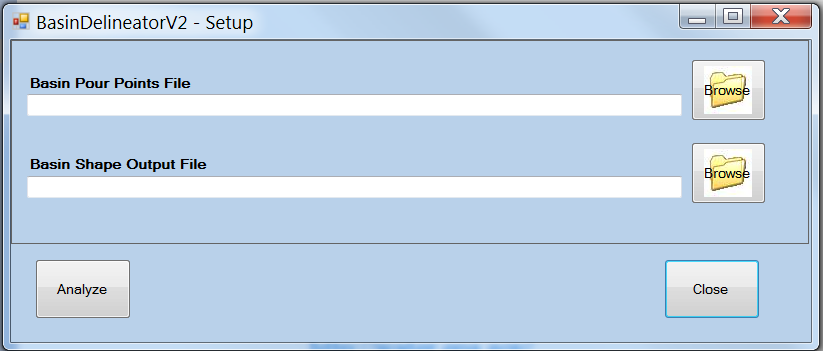 BasinDelineatorV2 - Setup
Basin Pour Points File
Browse
Basin Shape Output File
Browse
Analyze
Close